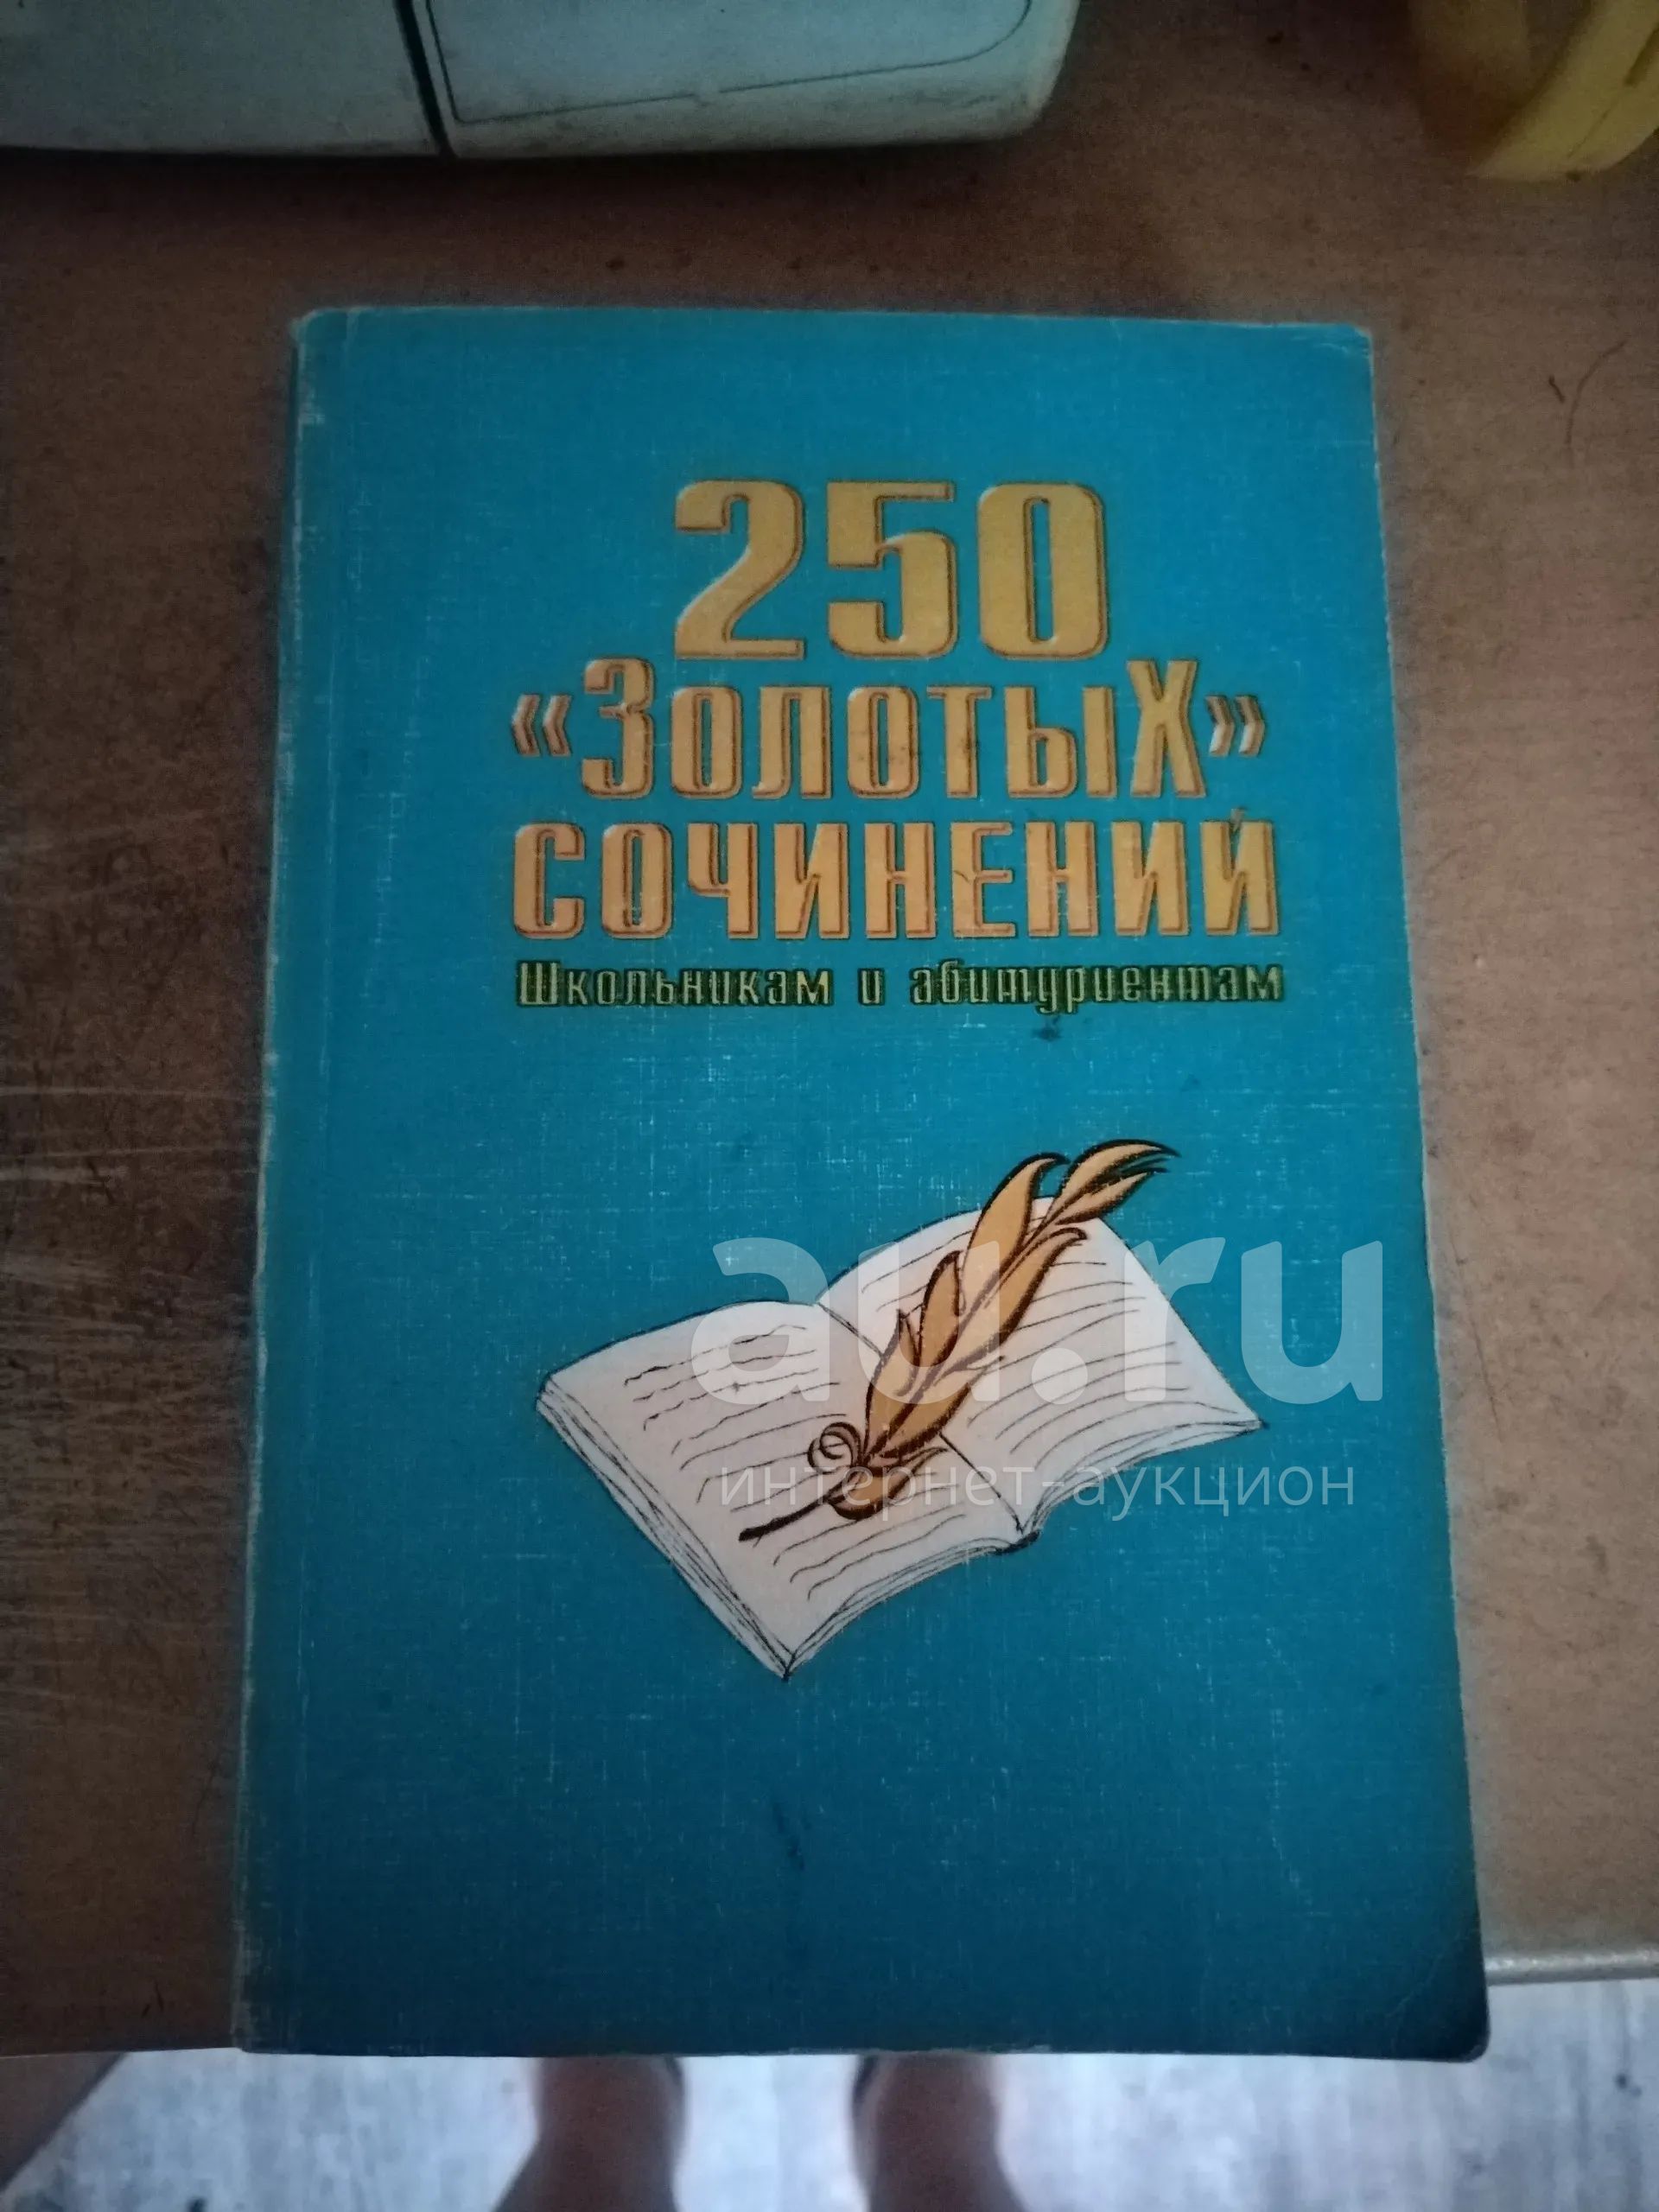 250
«Золотых»
сочинений
Школьникам и абитуриентам
au.ru
интернет-аукцион